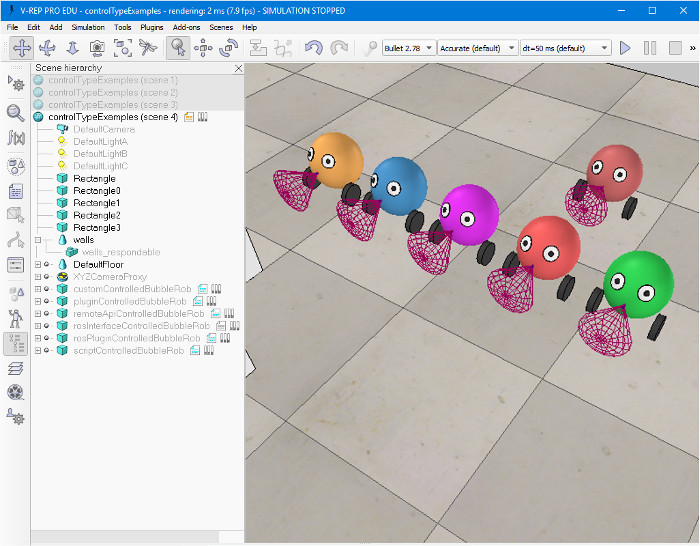 V-REP PRO EDU - controlTypeExamples - rendering: 2 ms (7.9 fps) - SIMULATION STOPPED
File Edit Add Simulation Tools Plugins Add-ons Scenes Help
Bullet 2.78 Accurate (default) dt=50 ms (default) »
Scene hierarchy
controlTypeExamples (scene 1)
controlTypeExamples (scene 2)
controlTypeExamples (scene 3)
controlTypeExamples (scene 4)
DefaultCamera
DefaultLightA
DefaultLightB
DefaultLightC
Rectangle
Rectangle0
Rectangle1
Rectangle2
Rectangle3
walls
walls_respondable
DefaultFloor
XYZCameraProxy
customControlledBubbleRob
pluginControlledBubbleRob
remoteApiControlledBubbleRob
rosInterfaceControlledBubbleRob
rosPluginControlledBubbleRob
scriptControlledBubbleRob
f(x)